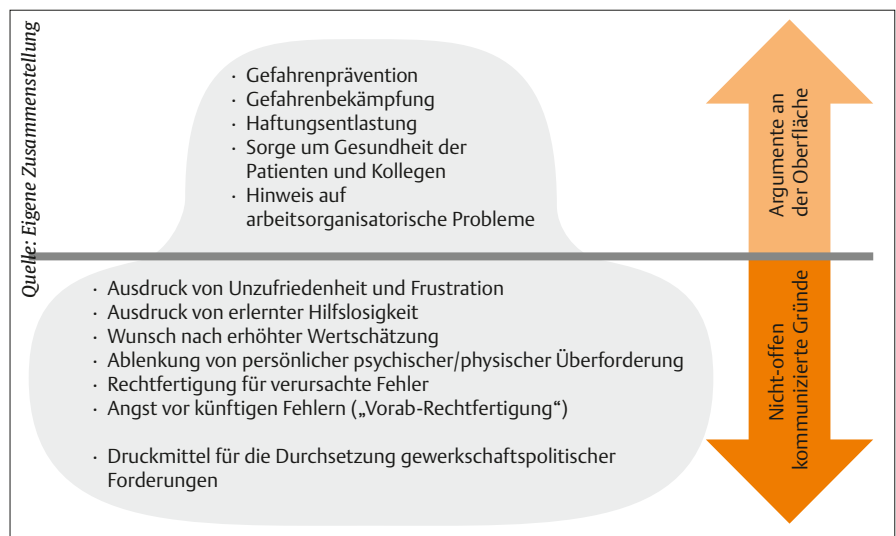 Quelle: Eigene Zusammenstellung
· Gefahrenprävention
· Gefahrenbekämpfung
· Haftungsentlastung
· Sorge um Gesundheit der
Patienten und Kollegen
· Hinweis auf
arbeitsorganisatorische Probleme
Argumente an
der Oberfläche
· Ausdruck von Unzufriedenheit und Frustration
· Ausdruck von erlernter Hilfslosigkeit
· Wunsch nach erhöhter Wertschätzung
· Ablenkung von persönlicher psychischer/physischer Überforderung
· Rechtfertigung für verursachte Fehler
· Angst vor künftigen Fehlern („Vorab-Rechtfertigung“)
· Druckmittel für die Durchsetzung gewerkschaftspolitischer
Forderungen
Nicht-offen
kommunizierte Gründe